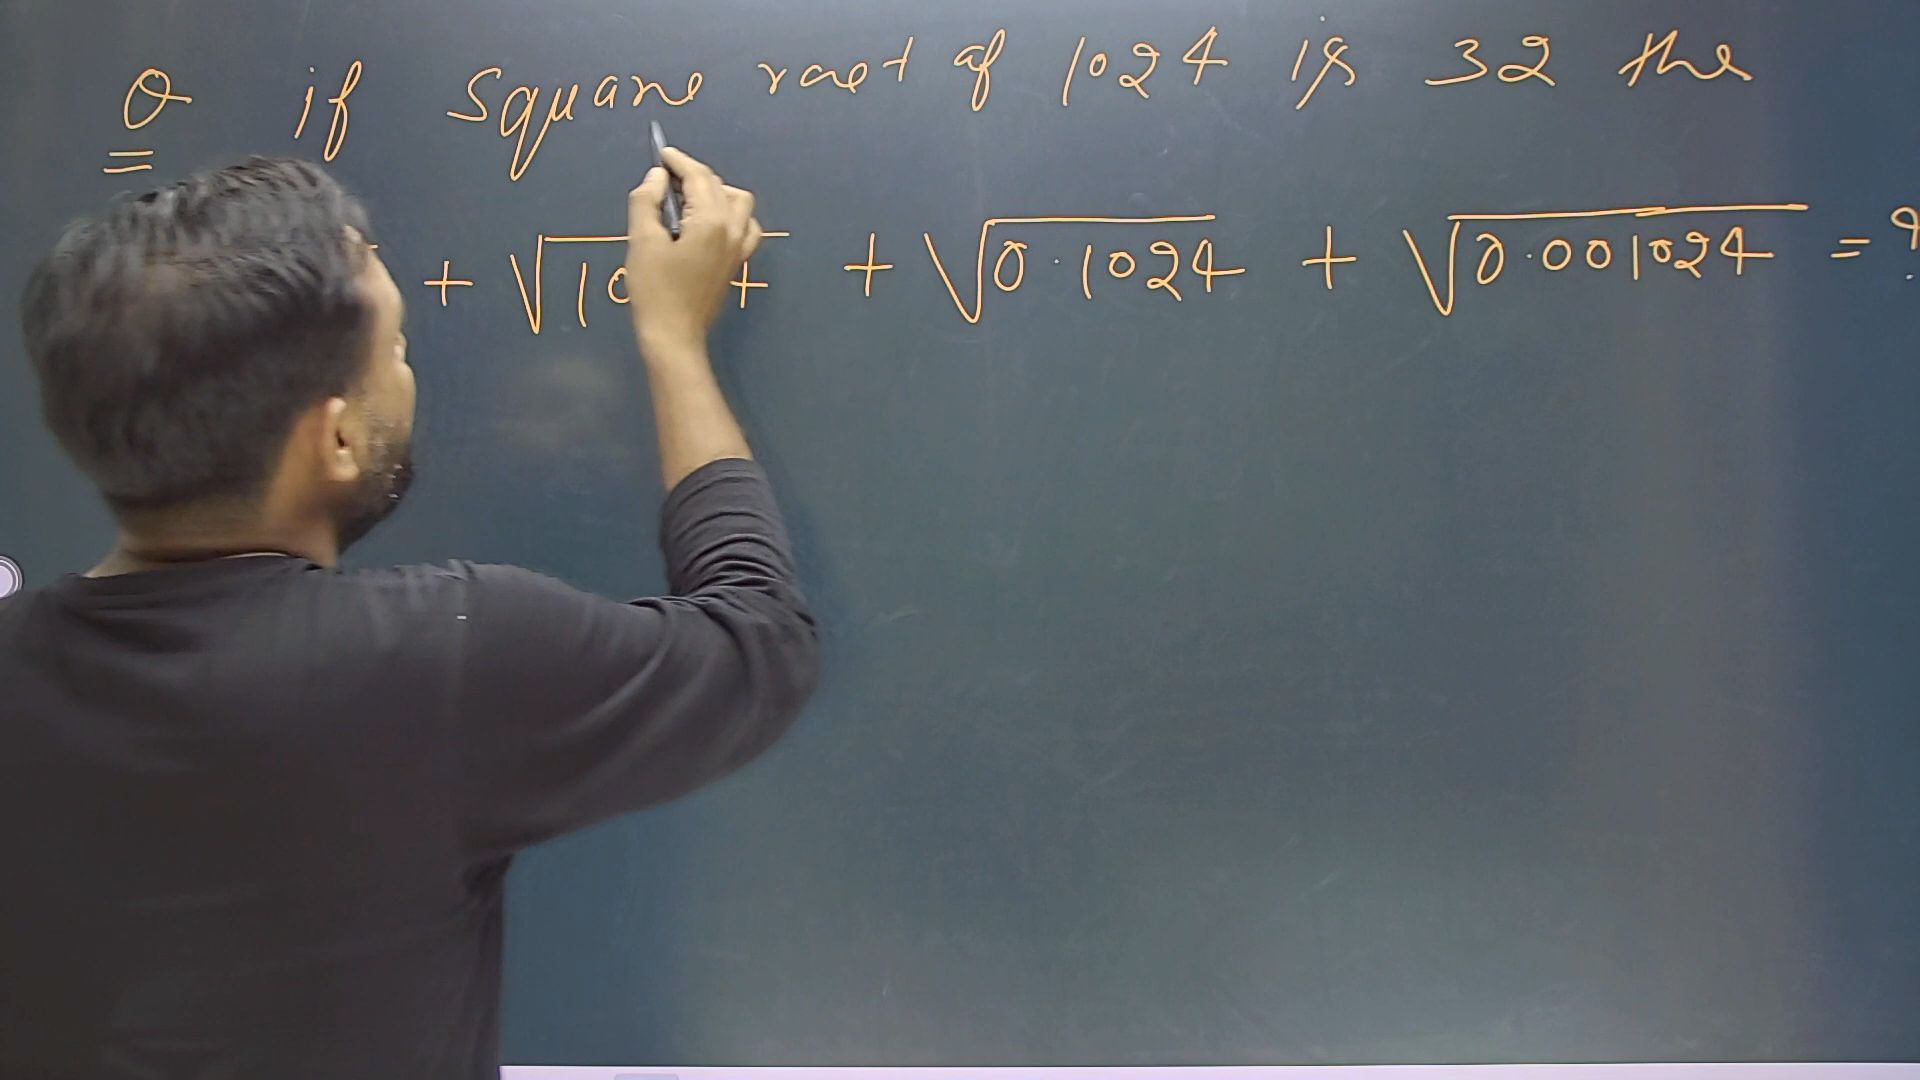 Q if square root of 1024 is 32 the
+ √10 + √0.1024 + √0.001024 = ?